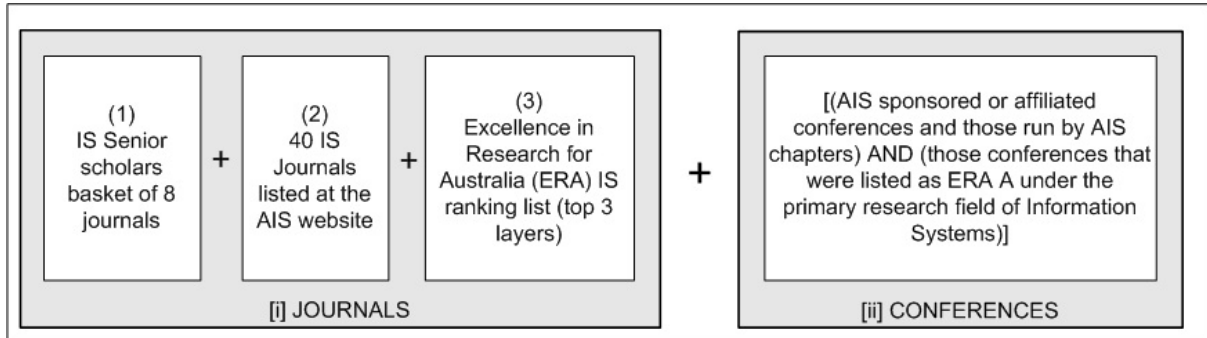 (1)
IS Senior
scholars
basket of 8
journals
+
(2)
40 IS
Journals
listed at the
AIS website
+
(3)
Excellence in
Research for
Australia (ERA) IS
ranking list (top 3
layers)
[i] JOURNALS
+
[(AIS sponsored or affiliated
conferences and those run by AIS
chapters) AND (those conferences that
were listed as ERA A under the
primary research field of Information
Systems)]
[ii] CONFERENCES